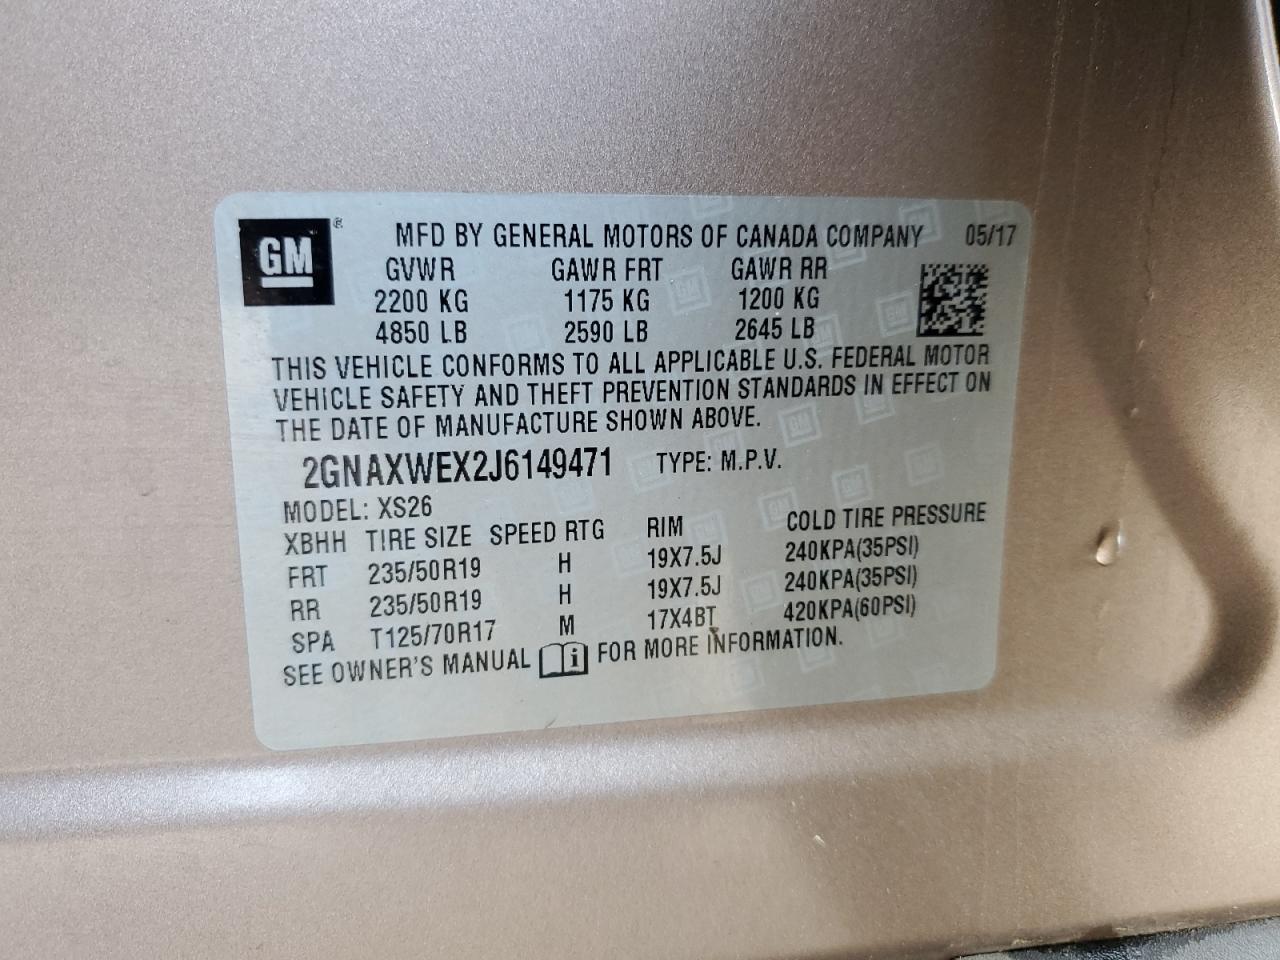 GM ® MFD BY GENERAL MOTORS OF CANADA COMPANY 05/17
GVWR GAWR FRT GAWR RR
2200 KG 1175 KG 1200 KG
4850 LB 2590 LB 2645 LB
THIS VEHICLE CONFORMS TO ALL APPLICABLE U.S. FEDERAL MOTOR
VEHICLE SAFETY AND THEFT PREVENTION STANDARDS IN EFFECT ON
THE DATE OF MANUFACTURE SHOWN ABOVE.
2GNAXWEX2J6149471 TYPE: M.P.V.
MODEL: XS26
XBHH TIRE SIZE SPEED RTG RIM COLD TIRE PRESSURE
FRT 235/50R19 H 19X7.5J 240KPA(35PSI)
RR 235/50R19 H 19X7.5J 240KPA(35PSI)
SPA T125/70R17 M 17X4BT 420KPA(60PSI)
SEE OWNER'S MANUAL i FOR MORE INFORMATION.